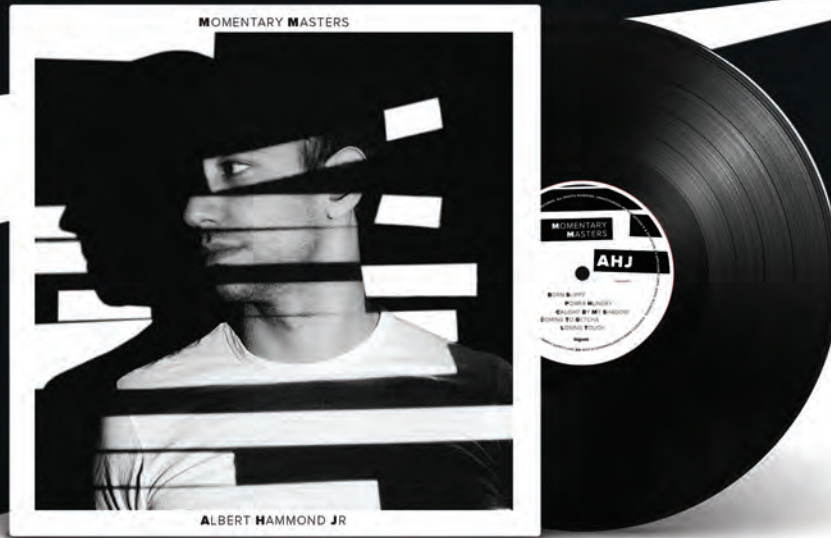 MOMENTARY MASTERS
ALBERT HAMMOND JR
MOMENTARY
MASTERS
AHJ
BORN SLIPPY
POWER HUNGRY
CAUGHT BY MY SHADOW
COMING TO GETCHA
LOSING TOUCH